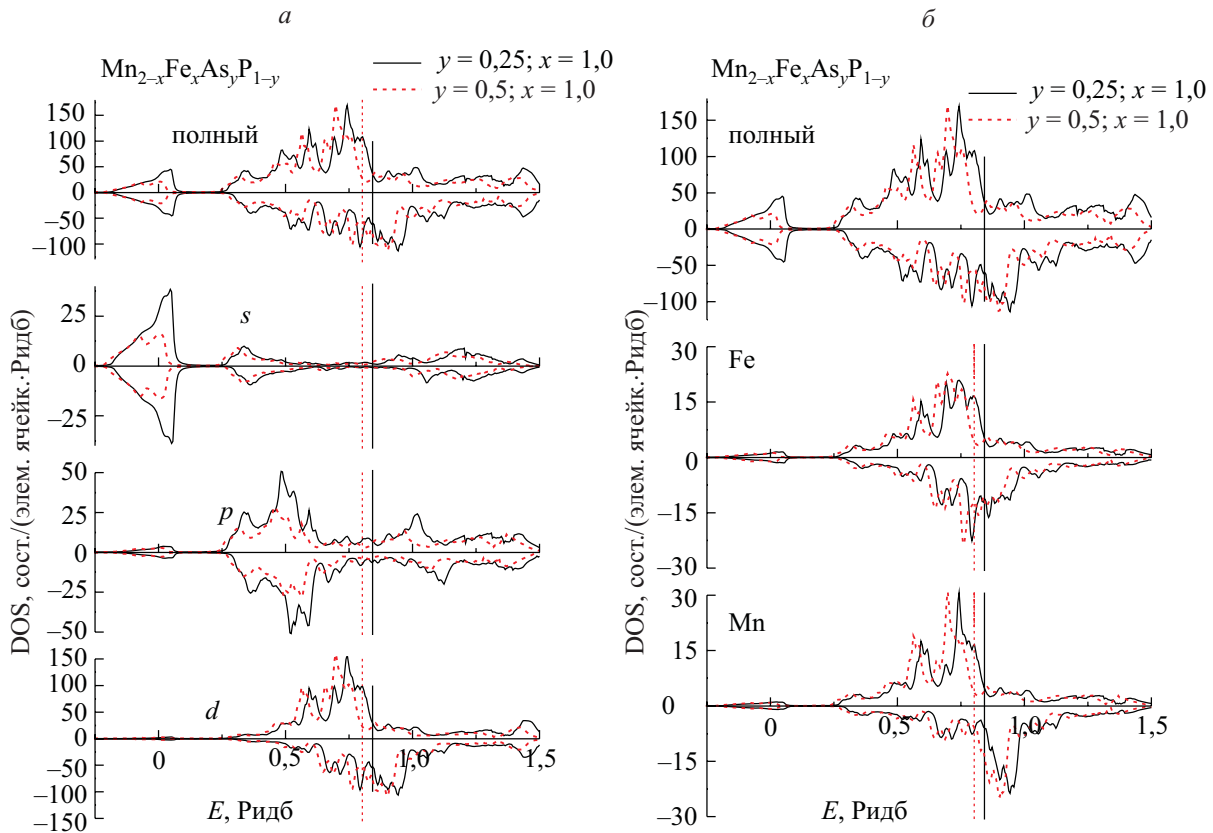 а
Mn2–xFexAsyP1–y
y = 0,25; x = 1,0
y = 0,5; x = 1,0
полный
150
100
50
0
–50
–100
s
25
0
–25
p
50
25
0
–25
–50
d
150
100
50
0
–50
–100
–150
0
0,5
1,0
1,5
DOS, сост./(элем. ячейк.·Ридб)
E, Ридб
б
Mn2–xFexAsyP1–y
y = 0,25; x = 1,0
y = 0,5; x = 1,0
полный
150
100
50
0
–50
–100
Fe
30
15
0
–15
–30
Mn
30
15
0
–15
–30
0
0,5
1,0
1,5
DOS, сост./(элем. ячейк.·Ридб)
E, Ридб